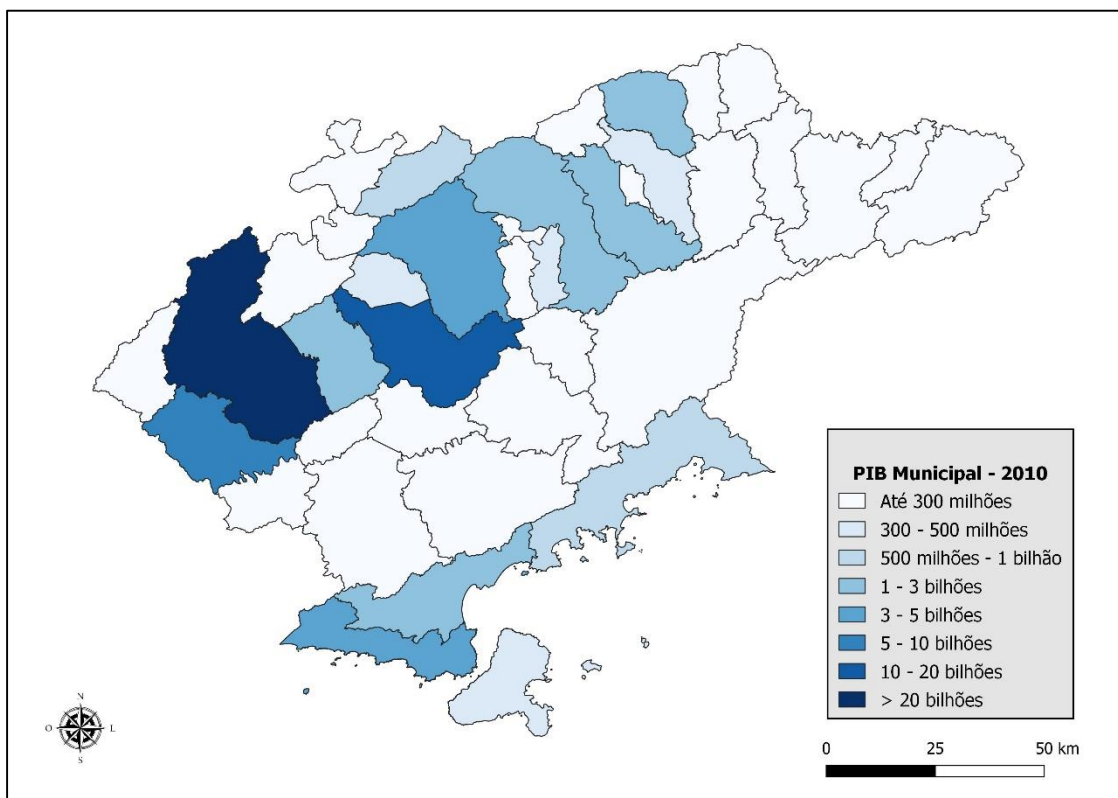 PIB Municipal - 2010
Até 300 milhões
300 - 500 milhões
500 milhões - 1 bilhão
1 - 3 bilhões
3 - 5 bilhões
5 - 10 bilhões
10 - 20 bilhões
> 20 bilhões
N
O L
S
0 25 50 km